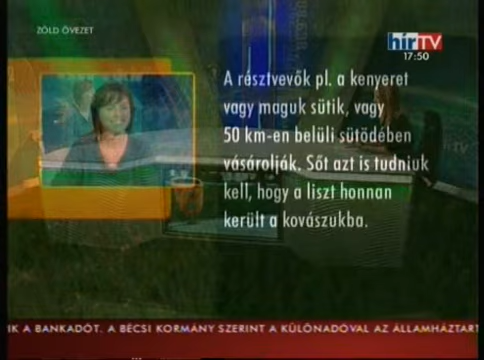 ZÖLD ÖVEZET
hírTV
17:50
A résztvevők pl. a kenyeret
vagy maguk sütik, vagy
50 km-en belüli sütödében
vásárolják. Sőt azt is tudniuk
kell, hogy a liszt honnan
került a kovászukba.
IK A BANKADÓT. A BÉCSI KORMÁNY SZERINT A KÜLÖNADÓVAL AZ ÁLLAMHÁZTAR